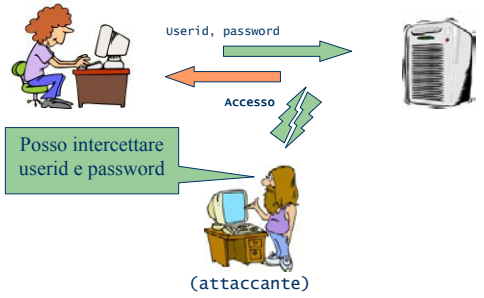 Userid, password
Accesso
Posso intercettare
userid e password
(attaccante)